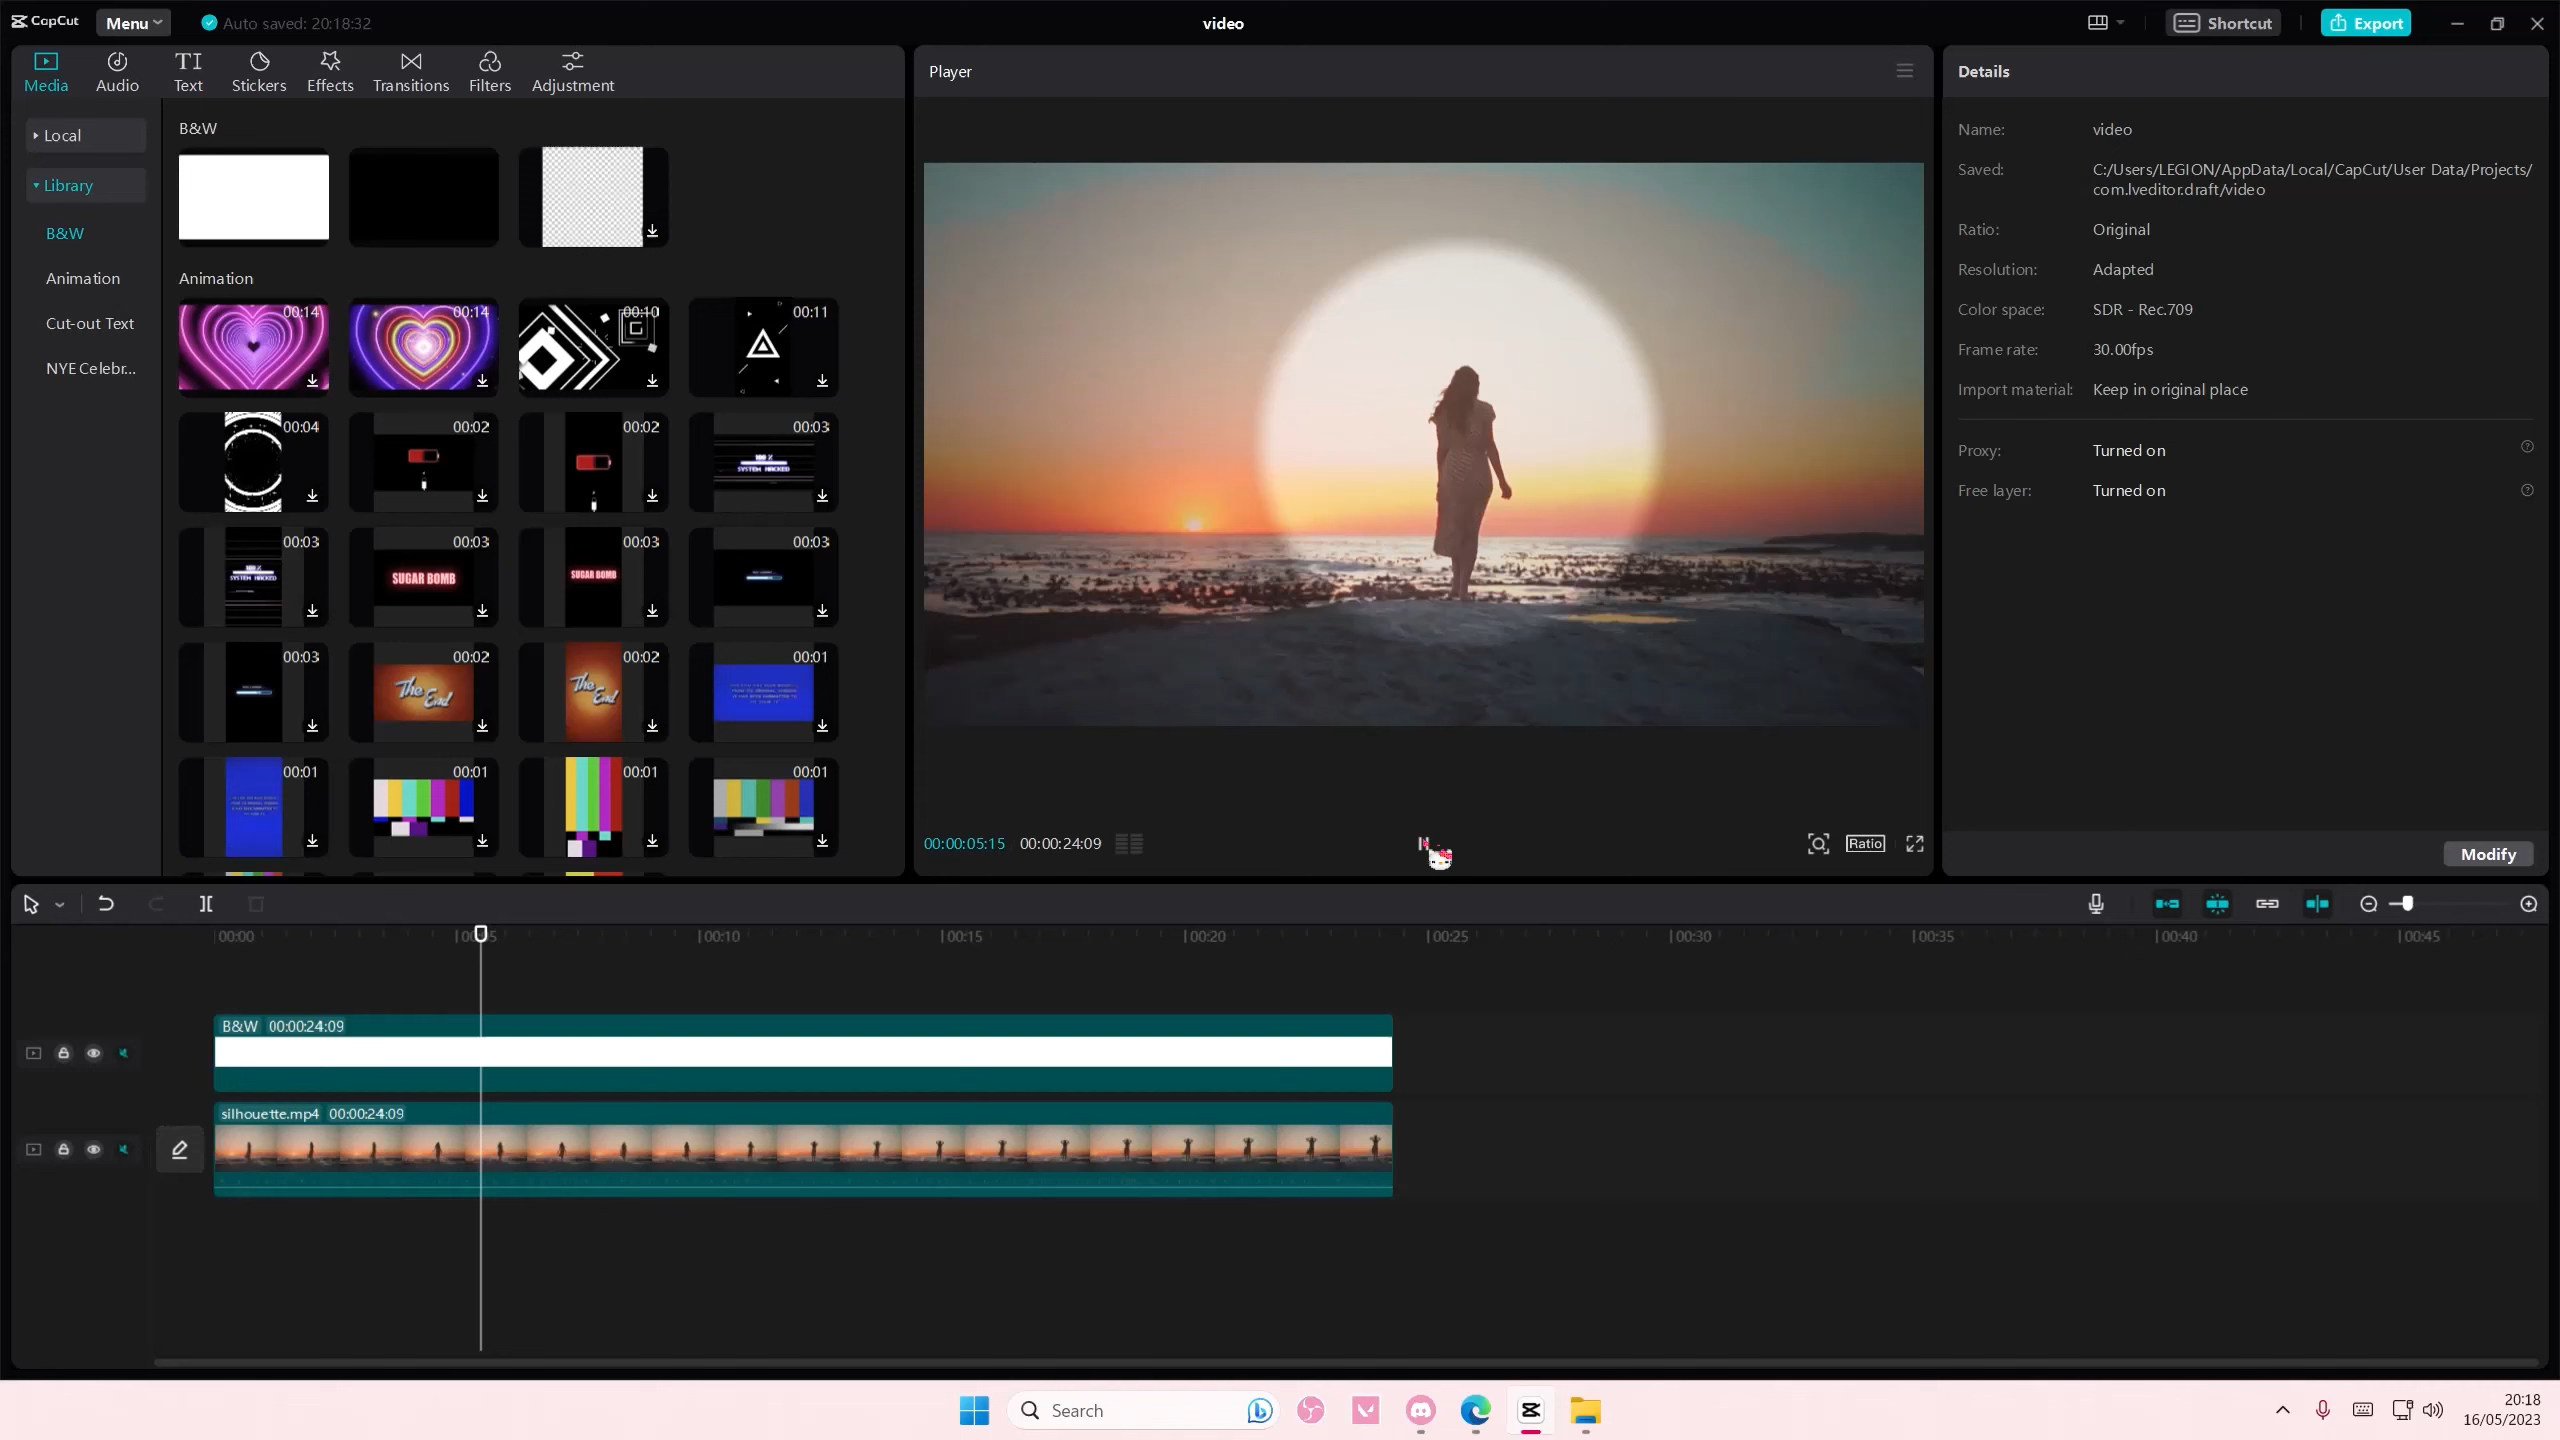 CapCut
Menu
Auto saved: 20:18:32
video
Shortcut
Export
Media
Audio
Text
Stickers
Effects
Transitions
Filters
Adjustment
Local
Library
B&W
Animation
Cut-out Text
NYE Celebr...
B&W
Animation
00:14
00:14
00:10
00:11
00:04
00:02
00:02
00:03
SYSTEM HACKED
00:03
SYSTEM HACKED
00:03
SUGAR BOMB
00:03
SUGAR BOMB
00:03
00:03
00:02
The End
00:02
The End
00:01
00:01
00:01
00:01
00:01
Player
00:00:05:15
00:00:24:09
Ratio
Details
Name:
video
Saved:
C:/Users/LEGION/AppData/Local/CapCut/User Data/Projects/
com.lveditor.draft/video
Ratio:
Original
Resolution:
Adapted
Color space:
SDR - Rec.709
Frame rate:
30.00fps
Import material:
Keep in original place
Proxy:
Turned on
Free layer:
Turned on
Modify
00:00
00:05
00:10
00:15
00:20
00:25
00:30
00:35
00:40
00:45
B&W 00:00:24:09
silhouette.mp4 00:00:24:09
Search
20:18
16/05/2023